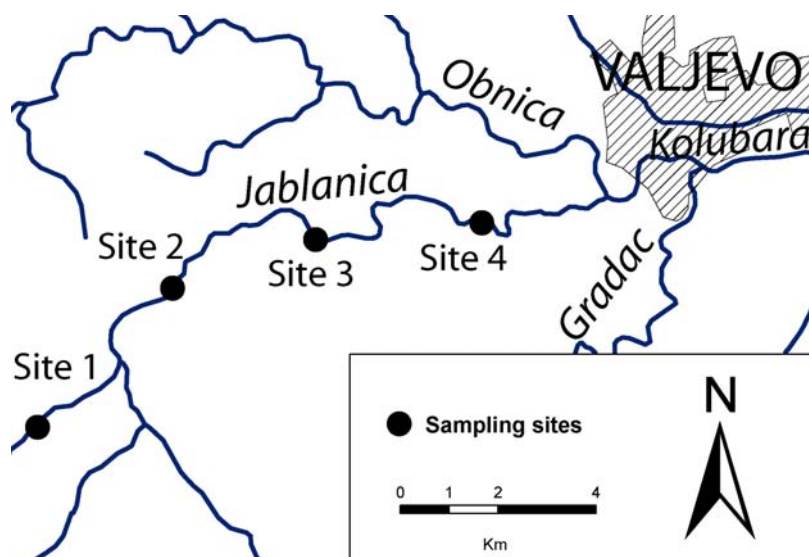 VALJEVO
Obnica
Kolubara
Jablanica
Site 2
Site 3
Site 4
Gradac
Site 1
N
Sampling sites
0 1 2 4
Km